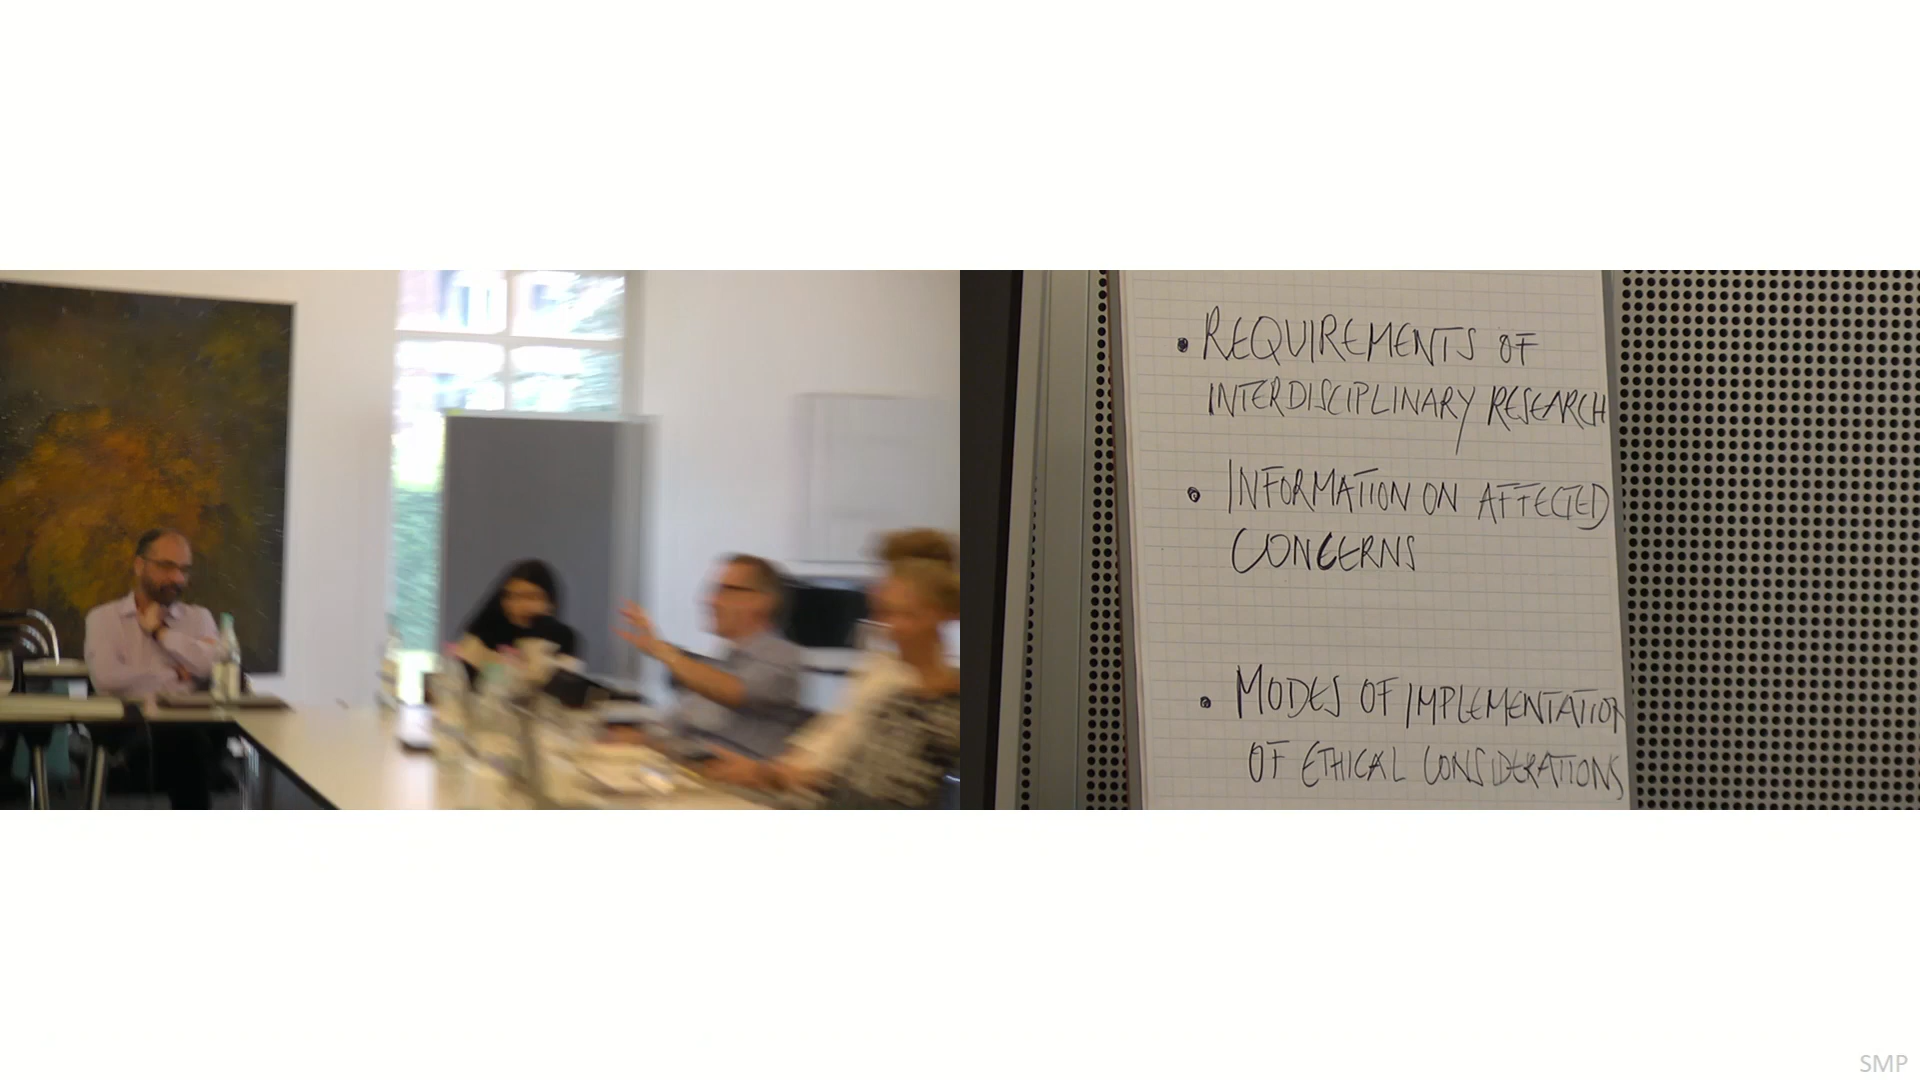 • REQUIREMENTS OF
INTERDISCIPLINARY RESEARCH
• INFORMATION ON AFFECTED
CONCERNS
• MODES OF IMPLEMENTATION
OF ETHICAL CONSIDERATIONS
SMP